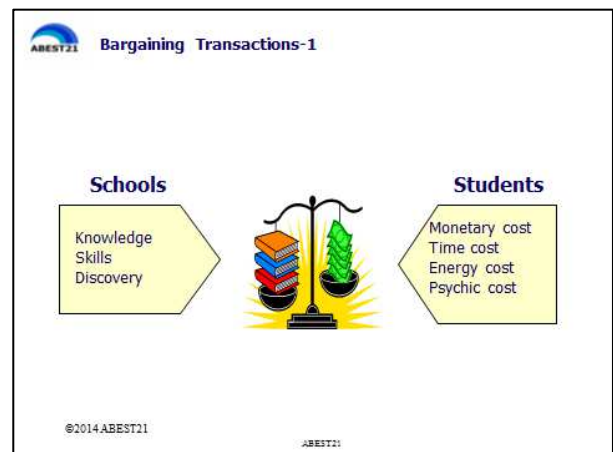 ABEST21
Bargaining Transactions-1
Schools
Knowledge
Skills
Discovery
Students
Monetary cost
Time cost
Energy cost
Psychic cost
©2014 ABEST21
ABEST21